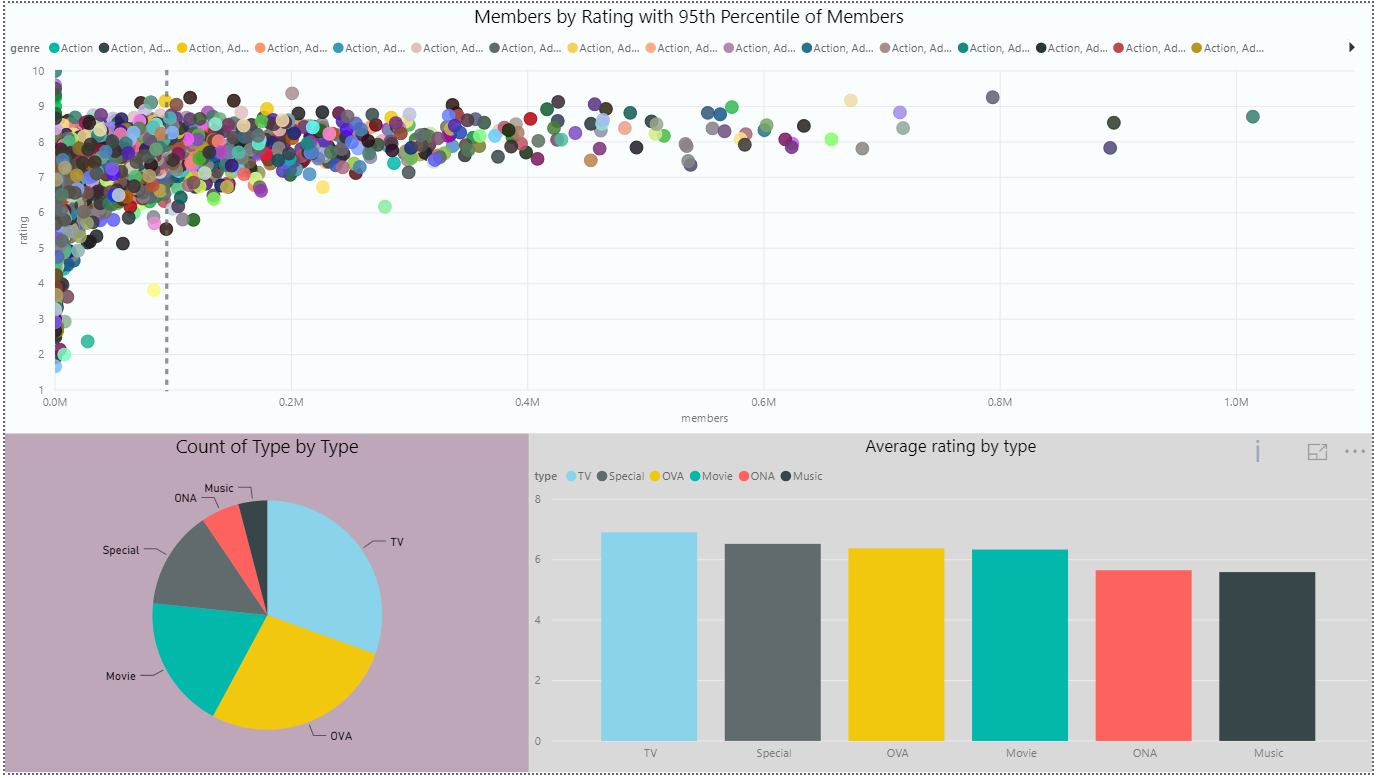 Members by Rating with 95th Percentile of Members
genre Action Action, Ad... Action, Ad... Action, Ad... Action, Ad... Action, Ad... Action, Ad... Action, Ad... Action, Ad... Action, Ad... Action, Ad... Action, Ad... Action, Ad... Action, Ad... Action, Ad... Action, Ad...
10
9
8
7
6
5
4
3
2
1
rating
0.0M 0.2M 0.4M 0.6M 0.8M 1.0M
members
Count of Type by Type
Music
ONA
TV
Special
Movie
OVA
Average rating by type
type TV Special OVA Movie ONA Music
8
6
4
2
0
TV Special OVA Movie ONA Music